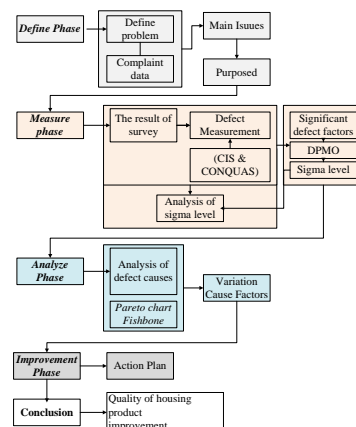 Define Phase
Define
problem
Complaint
data
Main Isuues
Purposed
Measure
phase
The result of
survey
Defect
Measurement
(CIS &
CONQUAS)
Analysis of
sigma level
Significant
defect factors
DPMO
Sigma level
Analyze
Phase
Analysis of
defect causes
Pareto chart
Fishbone
Variation
Cause Factors
Improvement
Phase
Action Plan
Conclusion
Quality of housing
product
improvement